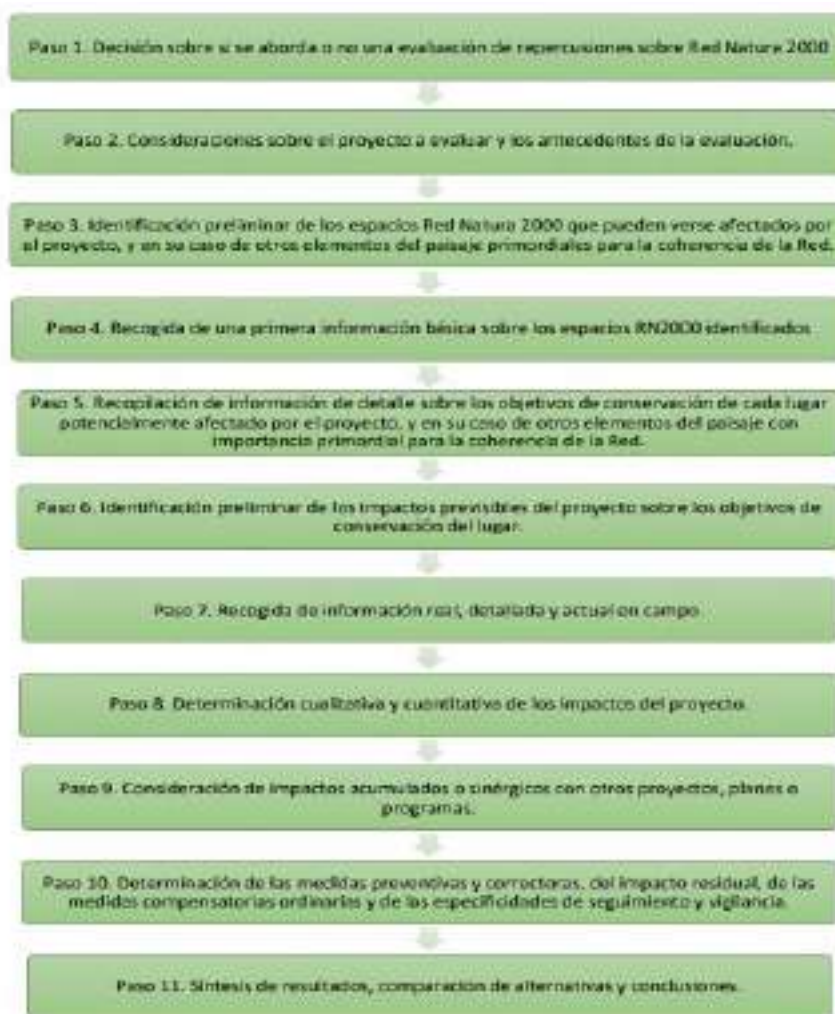 Paso 1. Decisión sobre si se aborda o no una evaluación de repercusiones sobre Red Natura 2000
Paso 2. Consideraciones sobre el proyecto a evaluar y los antecedentes de la evaluación.
Paso 3. Identificación preliminar de los espacios Red Natura 2000 que pueden verse afectados por
el proyecto, y en su caso de otros elementos del paisaje primordiales para la coherencia de la Red.
Paso 4. Recogida de una primera información básica sobre los espacios RN2000 identificados
Paso 5. Recopilación de información de detalle sobre los objetivos de conservación de cada lugar
potencialmente afectado por el proyecto, y en su caso de otros elementos del paisaje con
importancia primordial para la coherencia de la Red.
Paso 6. Identificación preliminar de los impactos previsibles del proyecto sobre los objetivos de
conservación del lugar.
Paso 7. Recogida de información real, detallada y actual en campo
Paso 8. Determinación cualitativa y cuantitativa de los impactos del proyecto.
Paso 9. Consideración de impactos acumulados o sinérgicos con otros proyectos, planes o
programas.
Paso 10. Determinación de las medidas preventivas y correctoras, del impacto residual, de las
medidas compensatorias ordinarias y de las especificidades de seguimiento y vigilancia.
Paso 11. Síntesis de resultados, comparación de alternativas y conclusiones.